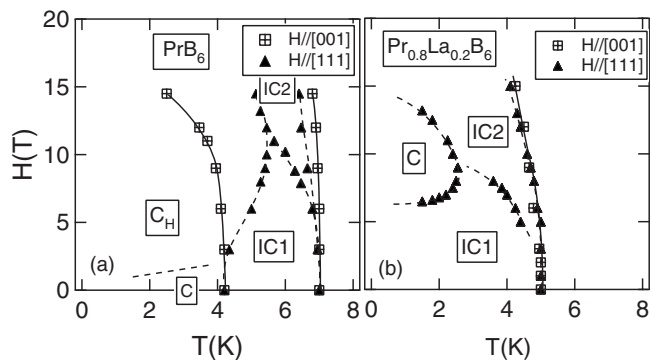 PrB6
H//[001]
H//[111]
IC2
CH
IC1
C
(a)
H(T)
20
15
10
5
0
0 2 4 6 8
T(K)
Pr0.8La0.2B6
H//[001]
H//[111]
IC2
C
IC1
(b)
0 2 4 6 8
T(K)